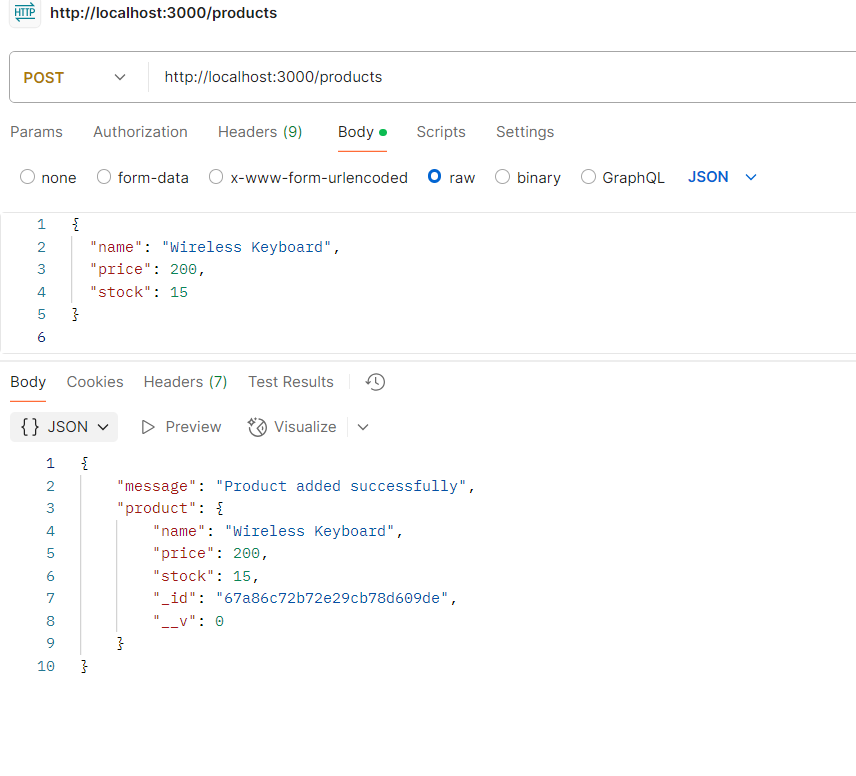 HTTP http://localhost:3000/products
POST http://localhost:3000/products
Params Authorization Headers (9) Body Scripts Settings
none form-data x-www-form-urlencoded raw binary GraphQL JSON
1 {
2 "name": "Wireless Keyboard",
3 "price": 200,
4 "stock": 15
5 }
6
Body Cookies Headers (7) Test Results
{} JSON Preview Visualize
1 {
2 "message": "Product added successfully",
3 "product": {
4 "name": "Wireless Keyboard",
5 "price": 200,
6 "stock": 15,
7 "_id": "67a86c72b72e29cb78d609de",
8 "__v": 0
9 }
10 }